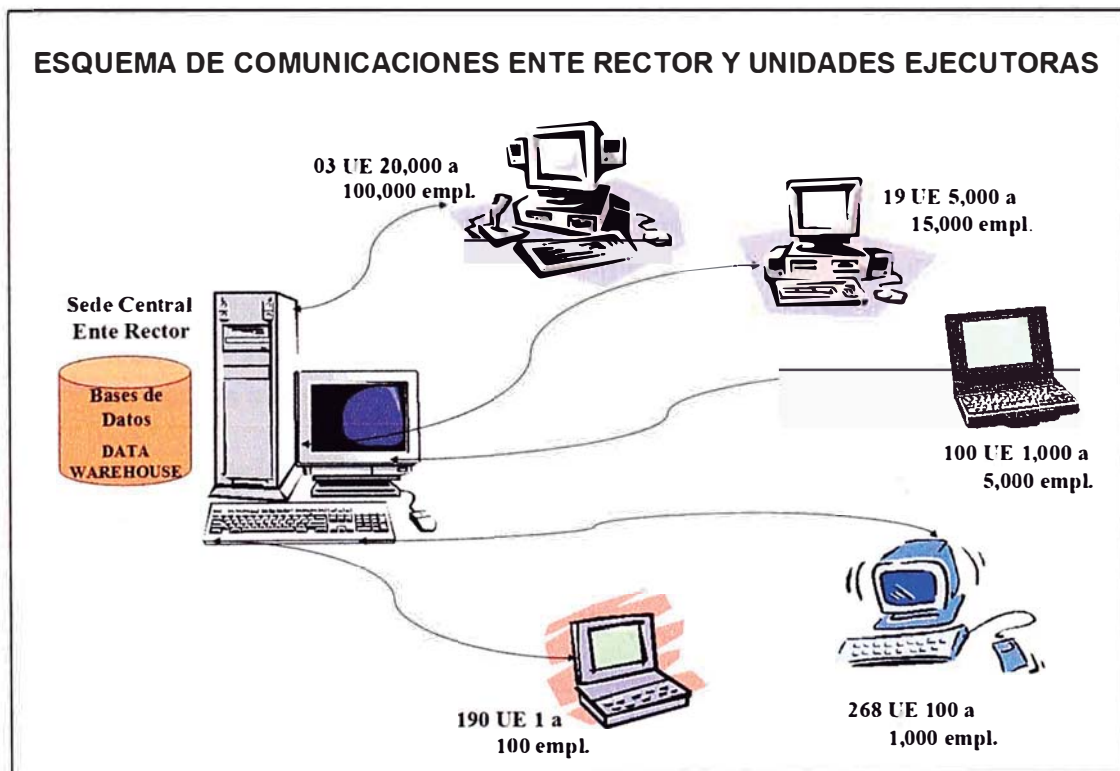 ESQUEMA DE COMUNICACIONES ENTE RECTOR Y UNIDADES EJECUTORAS
03 UE 20,000 a
100,000 empl.
19 UE 5,000 a
15,000 empl.
Sede Central
Ente Rector
Bases de
Datos
DATA
WAREHOUSE
100 UE 1,000 a
5,000 empl.
190 UE 1 a
100 empl.
268 UE 100 a
1,000 empl.